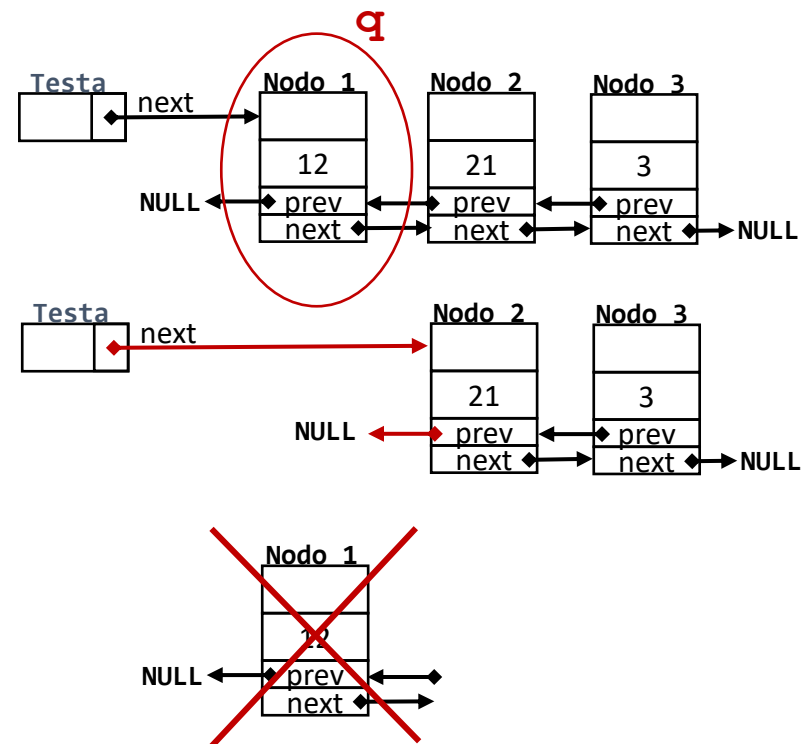 q
Testa
next
Nodo 1
Nodo 2
Nodo 3
12
21
3
NULL
prev
prev
prev
next
next
next
NULL
Testa
next
Nodo 2
Nodo 3
21
3
NULL
prev
prev
next
next
NULL
Nodo 1
12
NULL
prev
next